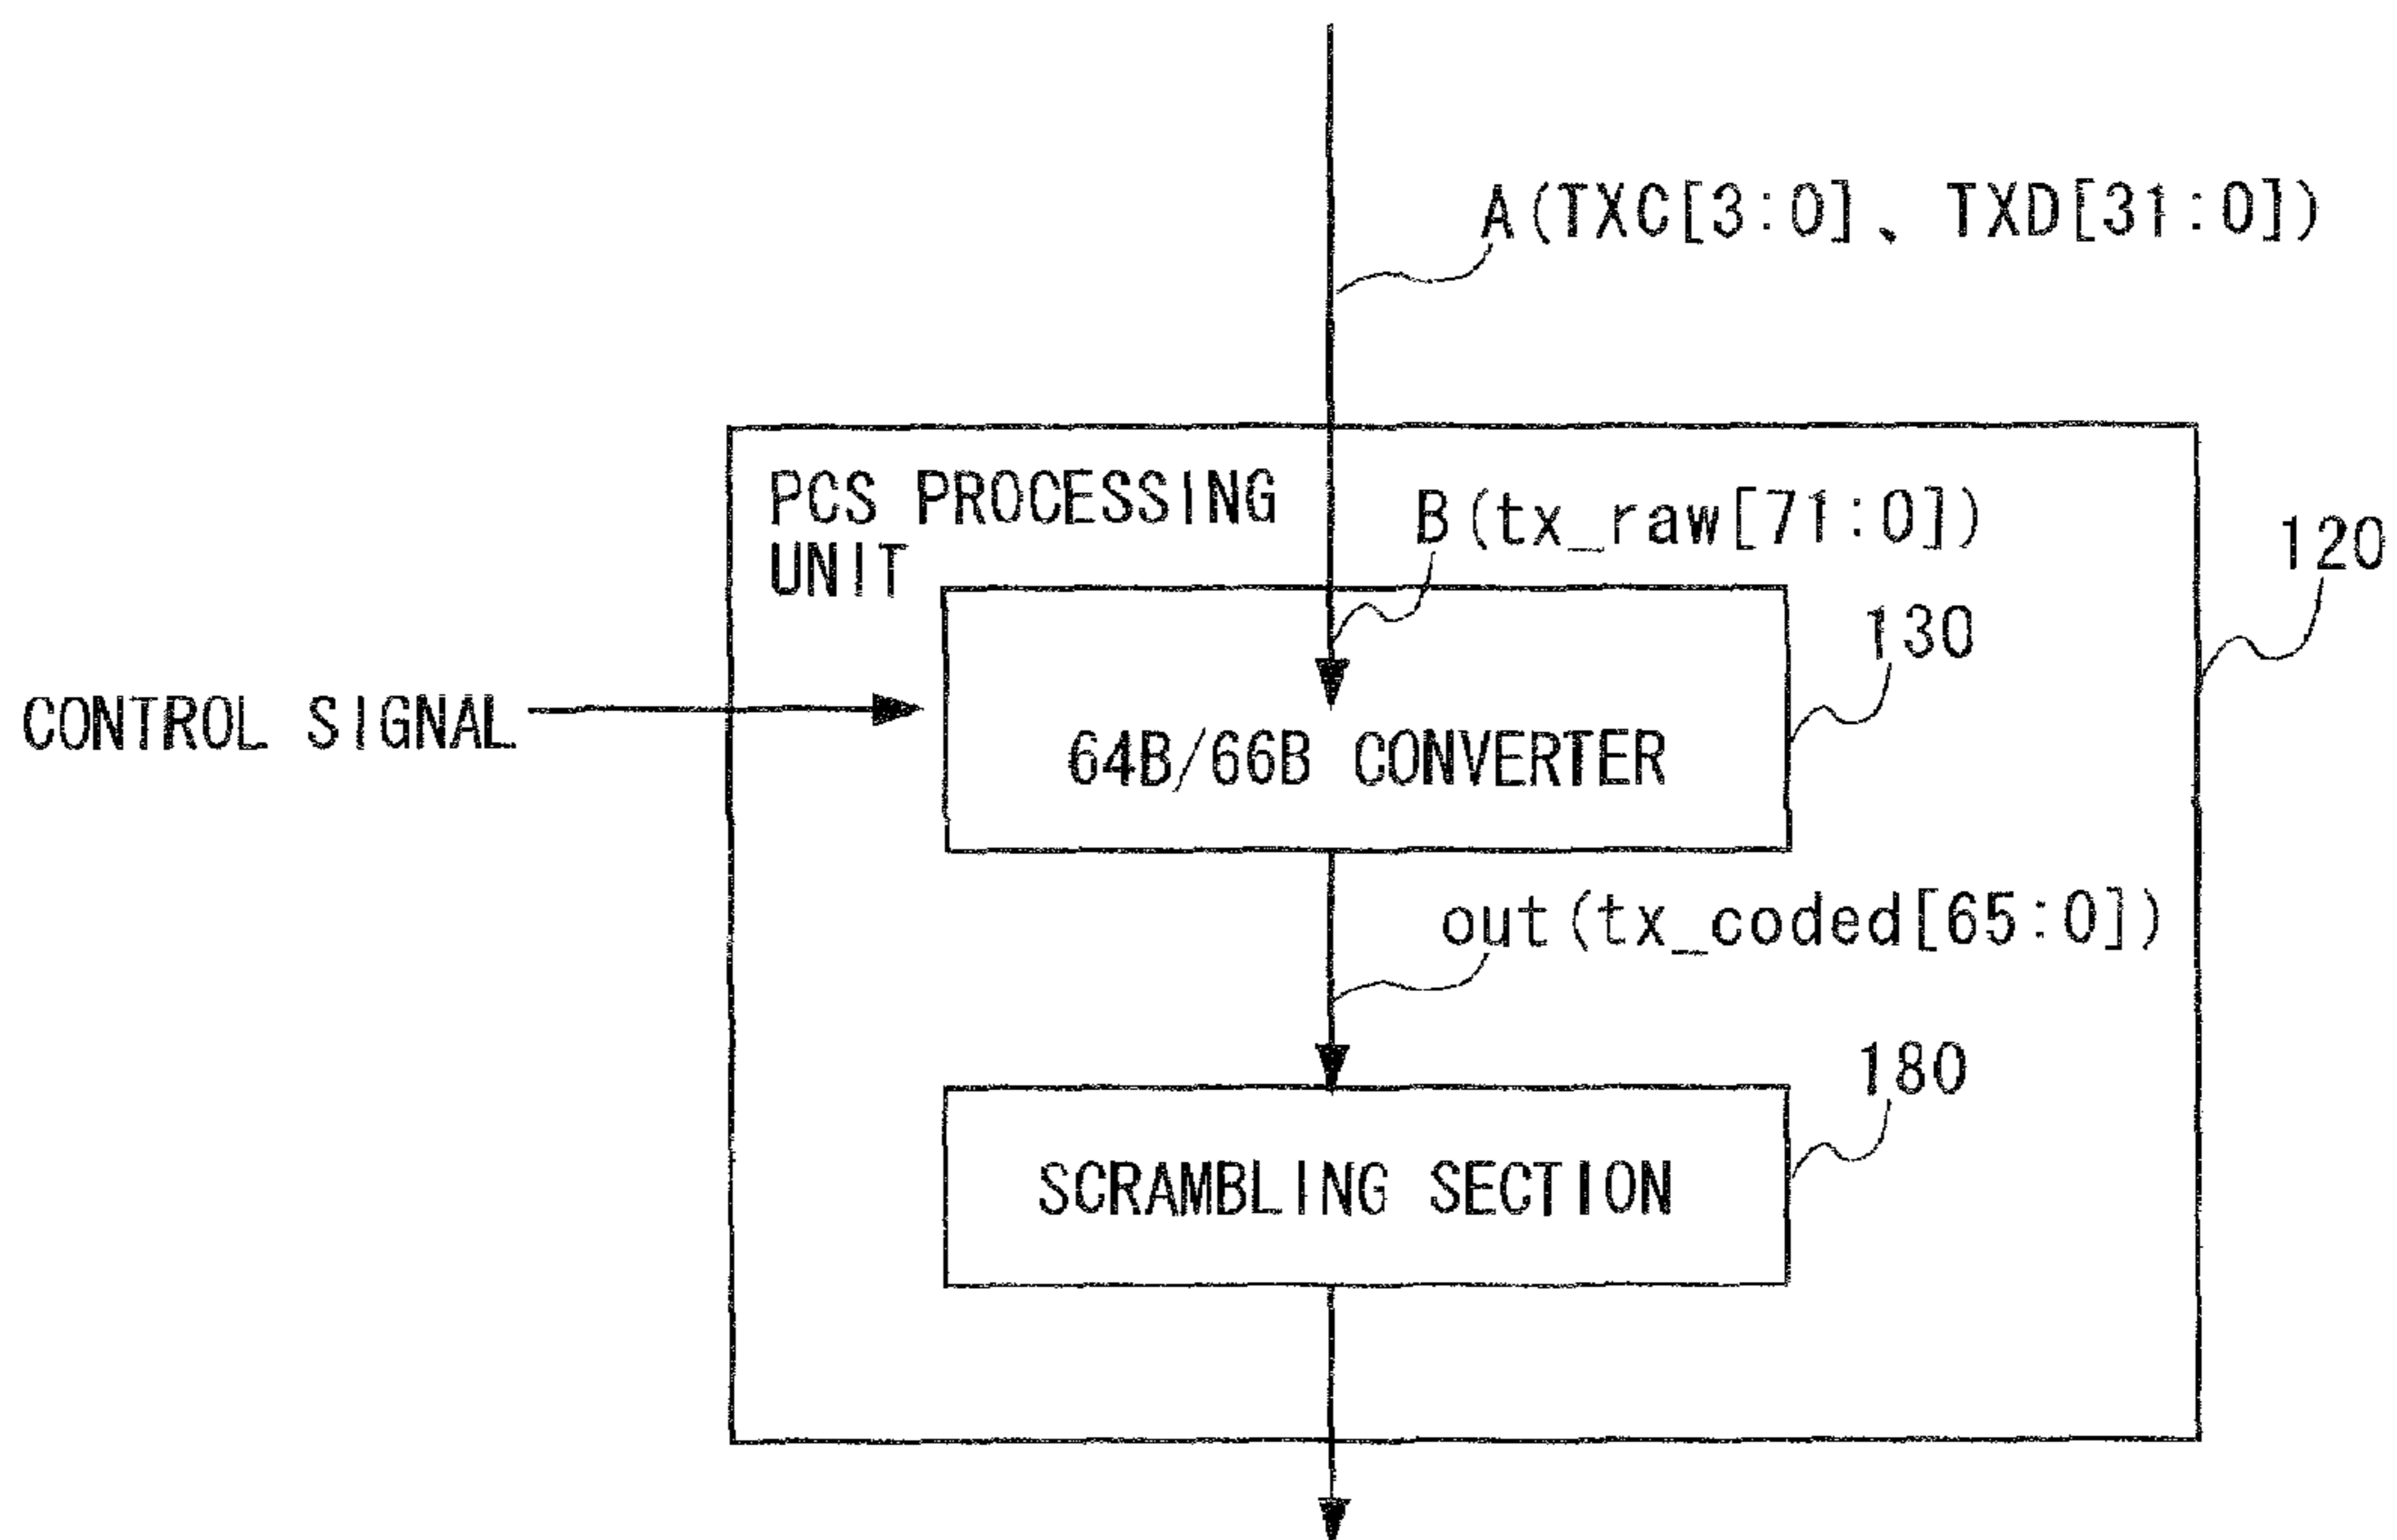 A(TXC[3:0]、TXD[31:0])
PCS PROCESSING
UNIT
B(tx_raw[71:0])
120
130
CONTROL SIGNAL
64B/66B CONVERTER
out(tx_coded[65:0])
180
SCRAMBLING SECTION